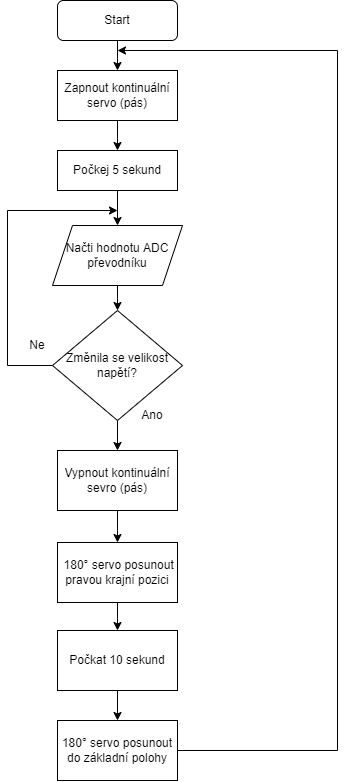 Start
Zapnout kontinuální
servo (pás)
Počkej 5 sekund
Načti hodnotu ADC
převodníku
Ne
Změnila se velikost
napětí?
Ano
Vypnout kontinuální
sevro (pás)
180° servo posunout
pravou krajní pozici
Počkat 10 sekund
180° servo posunout
do základní polohy